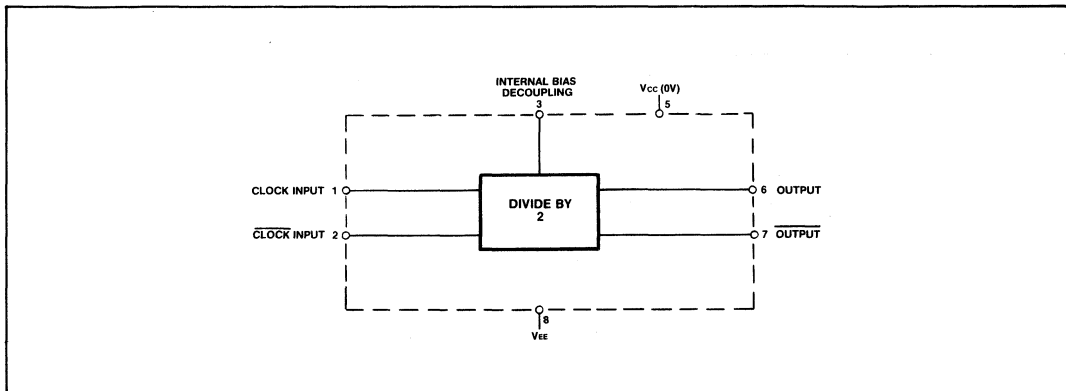 INTERNAL BIAS
DECOUPLING
3
VCC (0V)
5
CLOCK INPUT 1
6 OUTPUT
DIVIDE BY
2
CLOCK INPUT 2
7 OUTPUT
8
VEE